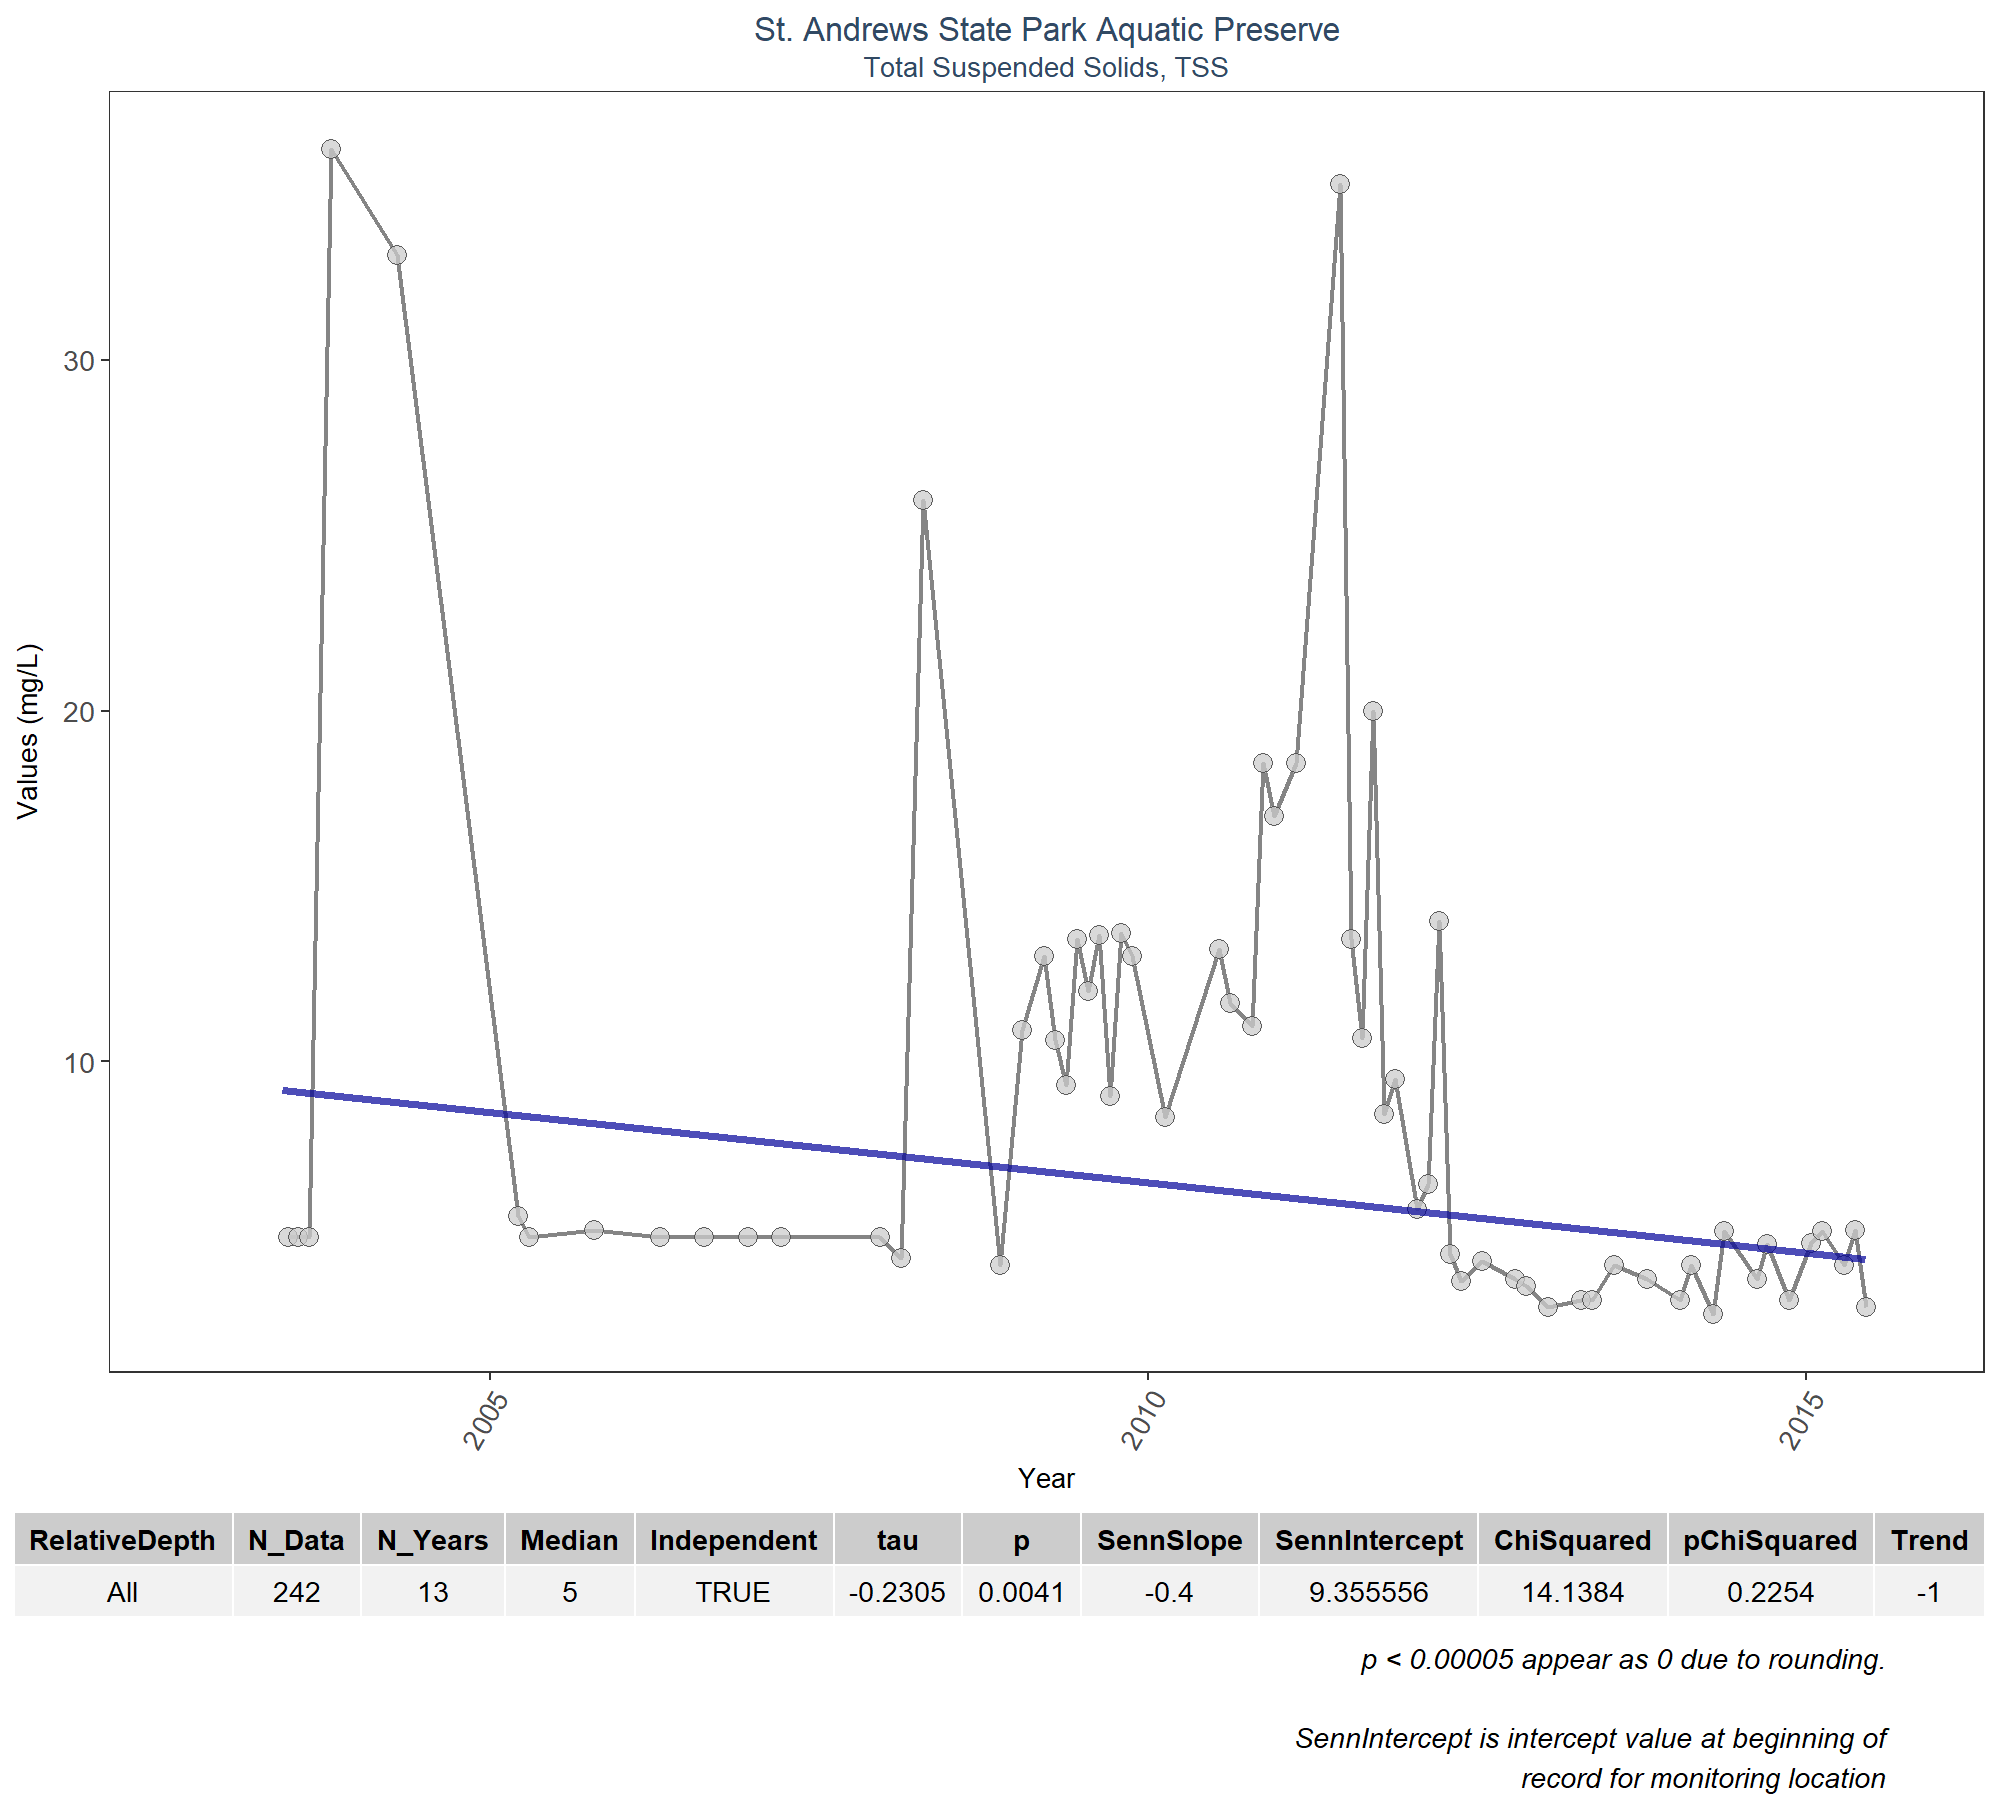 St. Andrews State Park Aquatic Preserve
Total Suspended Solids, TSS
Values (mg/L)
30
20
10
2005
2010
2015
Year
RelativeDepth N_Data N_Years Median Independent tau p SennSlope SennIntercept ChiSquared pChiSquared Trend
All 242 13 5 TRUE -0.2305 0.0041 -0.4 9.355556 14.1384 0.2254 -1
p < 0.00005 appear as 0 due to rounding.
SennIntercept is intercept value at beginning of
record for monitoring location